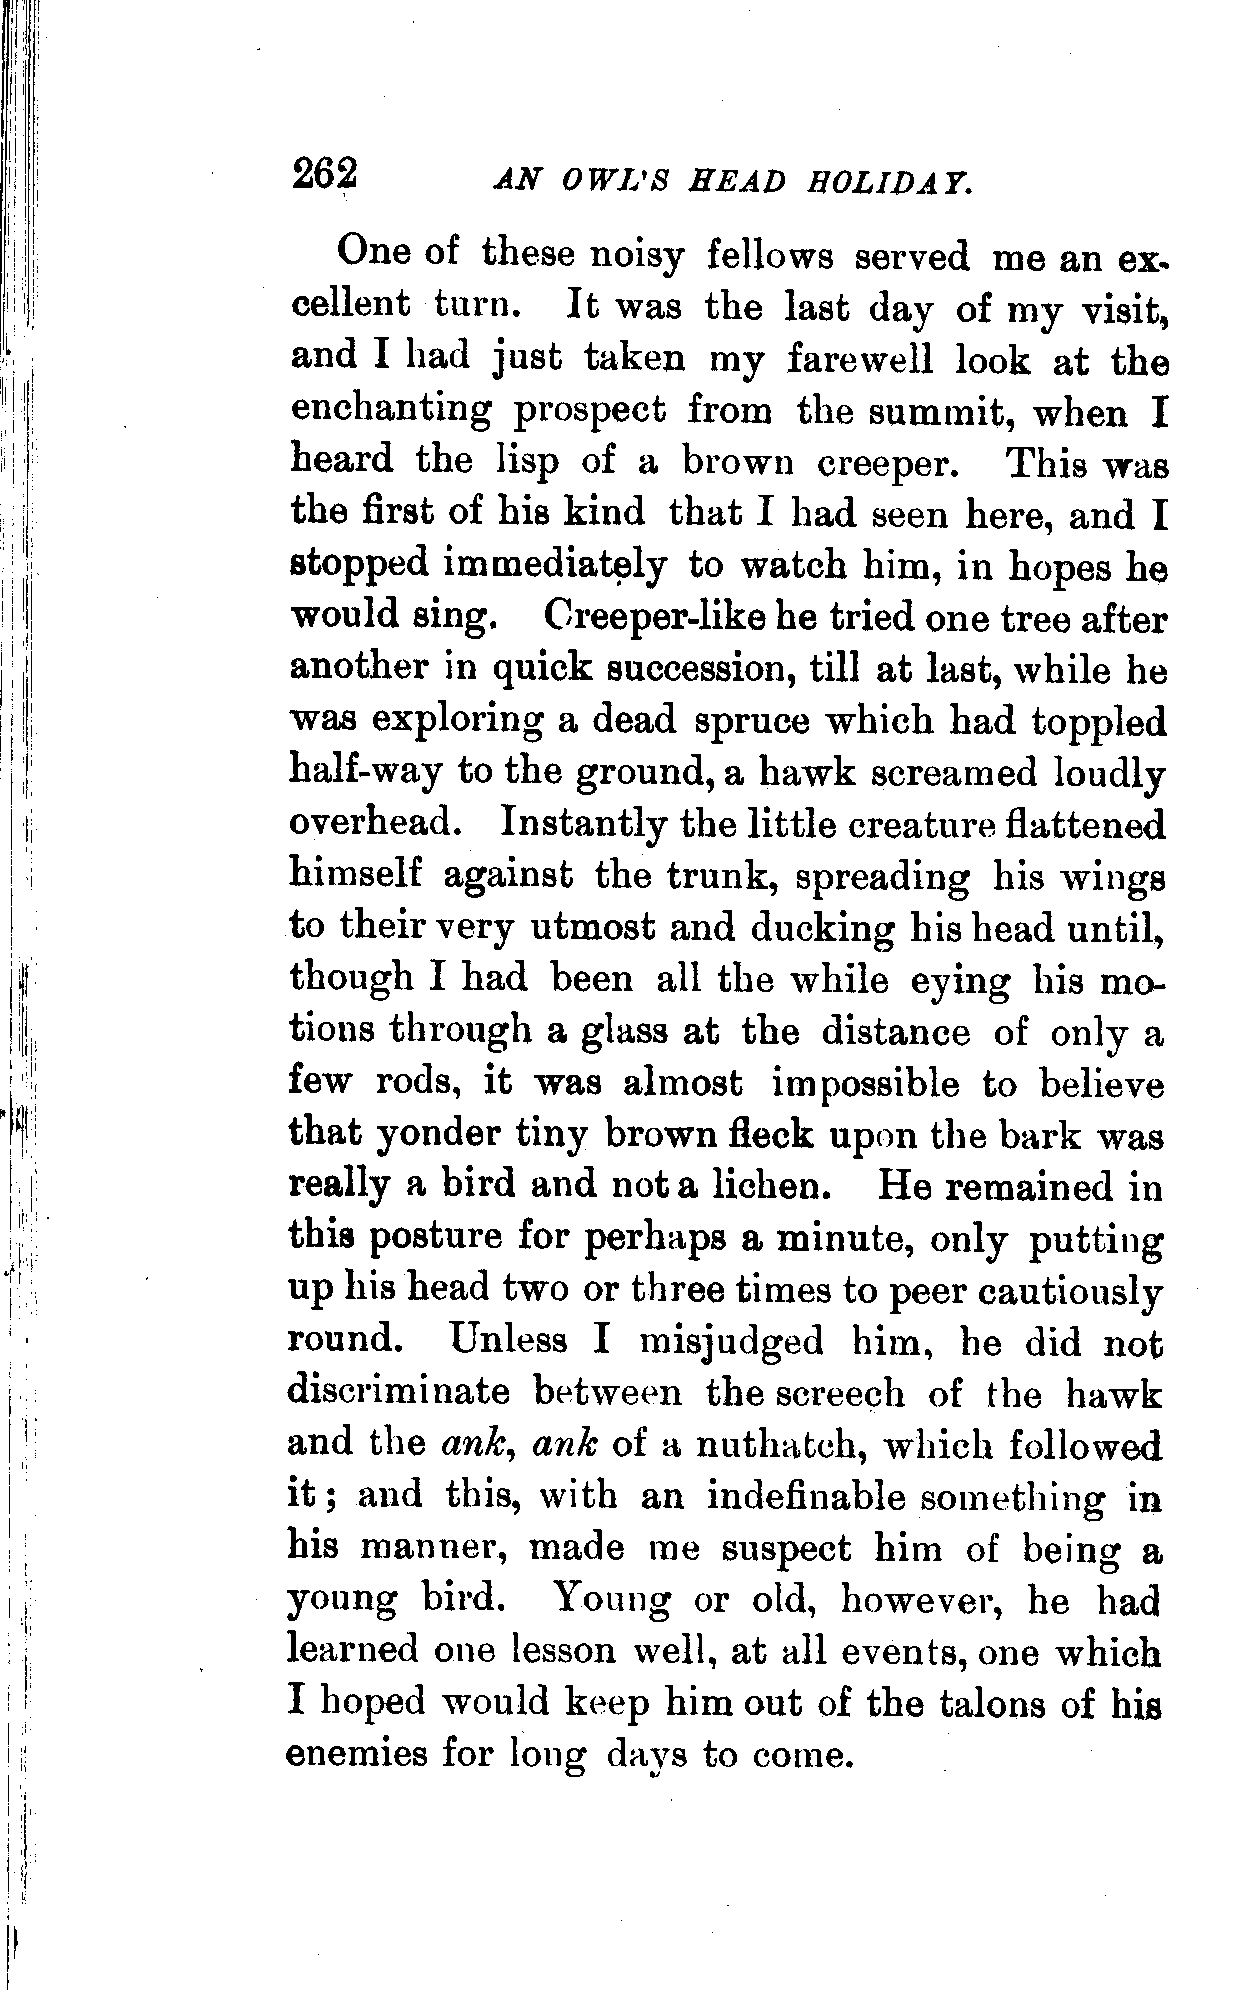 262 AN OWL'S HEAD HOLIDAY.
One of these noisy fellows served me an ex-
cellent turn. It was the last day of my visit,
and I had just taken my farewell look at the
enchanting prospect from the summit, when I
heard the lisp of a brown creeper. This was
the first of his kind that I had seen here, and I
stopped immediately to watch him, in hopes he
would sing. Creeper-like he tried one tree after
another in quick succession, till at last, while he
was exploring a dead spruce which had toppled
half-way to the ground, a hawk screamed loudly
overhead. Instantly the little creature flattened
himself against the trunk, spreading his wings
to their very utmost and ducking his head until,
though I had been all the while eying his mo-
tions through a glass at the distance of only a
few rods, it was almost impossible to believe
that yonder tiny brown fleck upon the bark was
really a bird and not a lichen. He remained in
this posture for perhaps a minute, only putting
up his head two or three times to peer cautiously
round. Unless I misjudged him, he did not
discriminate between the screech of the hawk
and the ank, ank of a nuthatch, which followed
it; and this, with an indefinable something in
his manner, made me suspect him of being a
young bird. Young or old, however, he had
learned one lesson well, at all events, one which
I hoped would keep him out of the talons of his
enemies for long days to come.